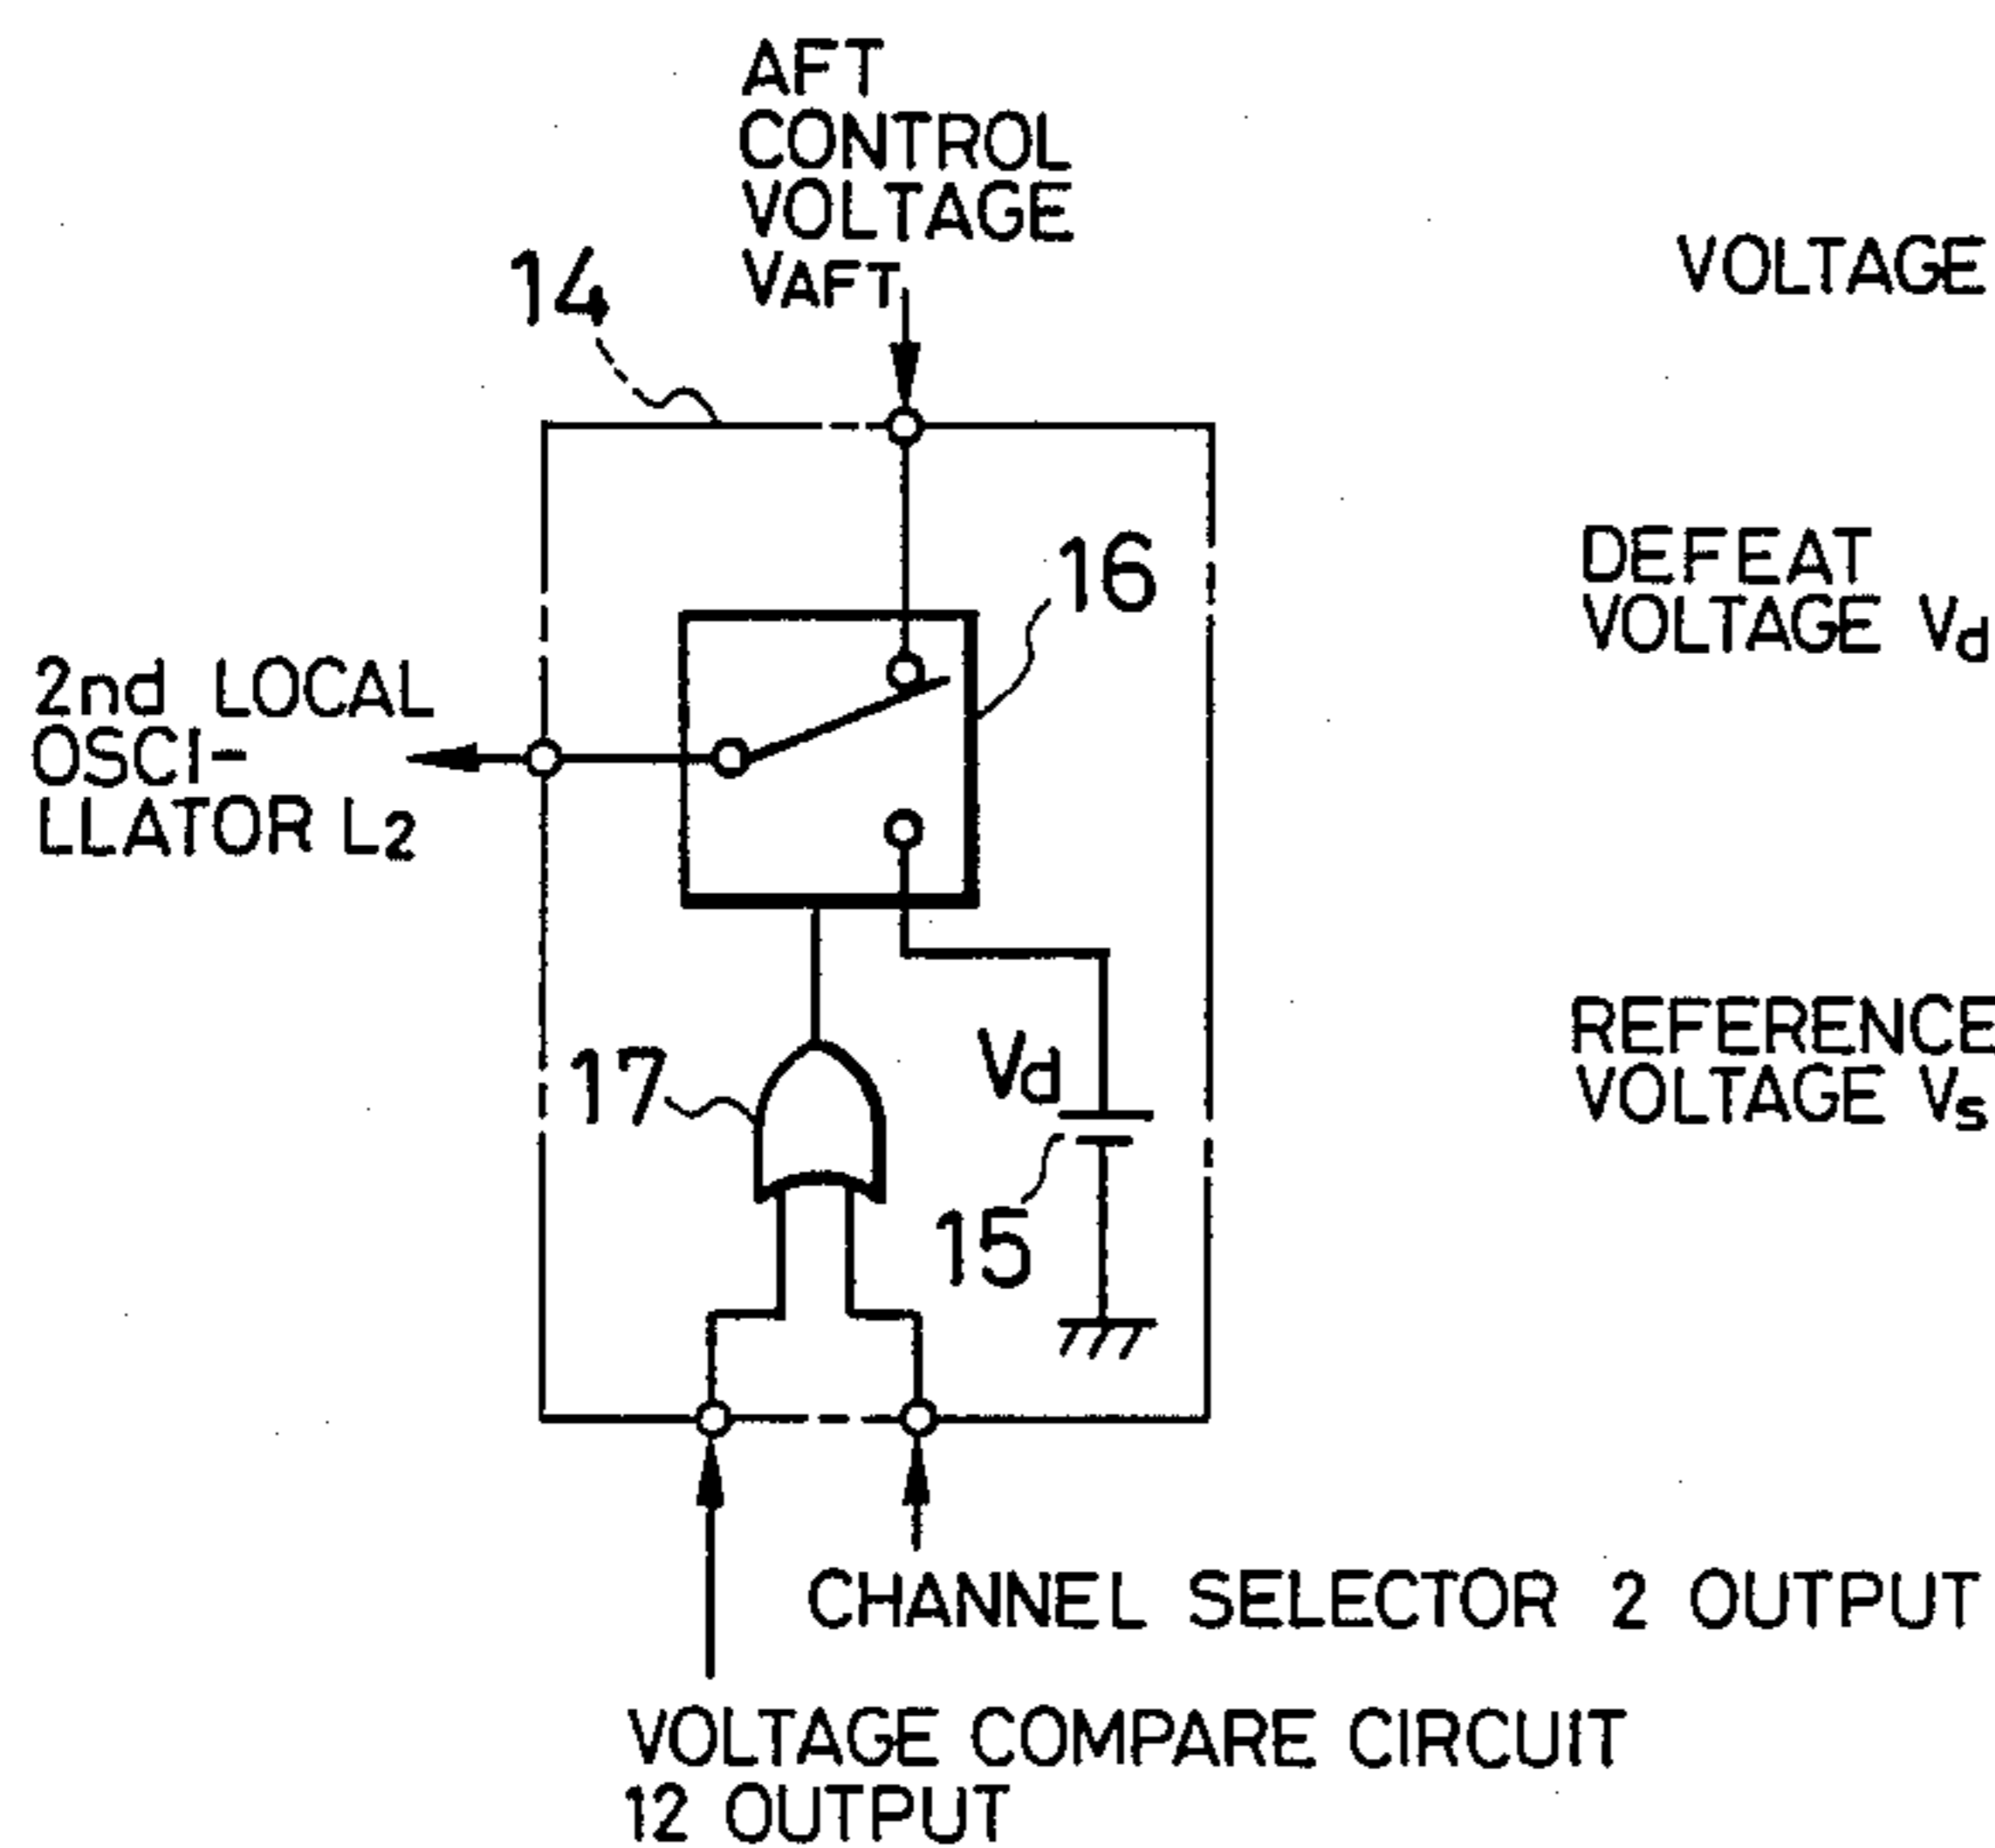 AFT
CONTROL
VOLTAGE
VAFT
14
16
2nd LOCAL
OSCI-
LLATOR L2
17
Vd
15
CHANNEL SELECTOR 2 OUTPUT
VOLTAGE COMPARE CIRCUIT
12 OUTPUT
VOLTAGE
DEFEAT
VOLTAGE Vd
REFERENCE
VOLTAGE Vs